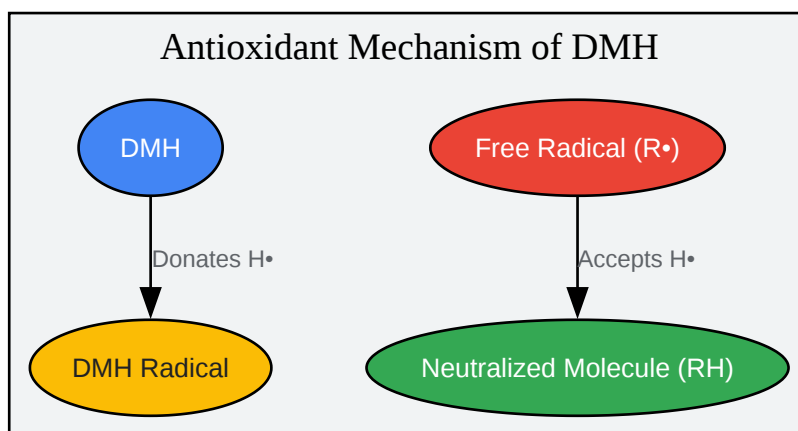 Antioxidant Mechanism of DMH
DMH
Free Radical (R•)
Donates H•
Accepts H•
DMH Radical
Neutralized Molecule (RH)